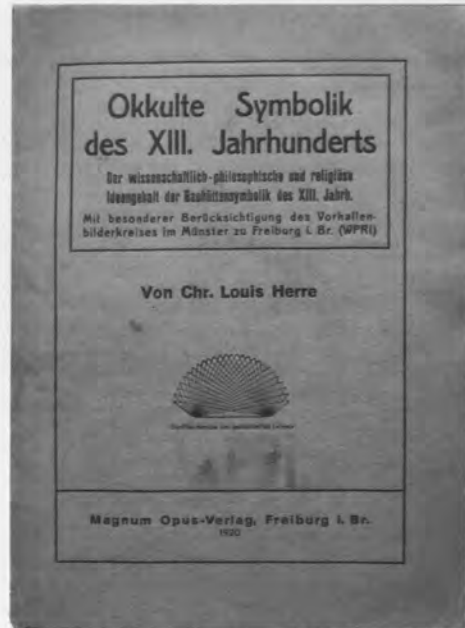 Okkulte Symbolik
des XIII. Jahrhunderts
Der wissenschaftlich-philosophische und religiöse
Ideengehalt der Bauhüttensymbolik des XIII. Jahrh.
Mit besonderer Berücksichtigung des Vorhallen-
bilderkreises im Münster zu Freiburg i. Br. (WPRI)
Von Chr. Louis Herre
Magnum Opus-Verlag, Freiburg i. Br.
1920